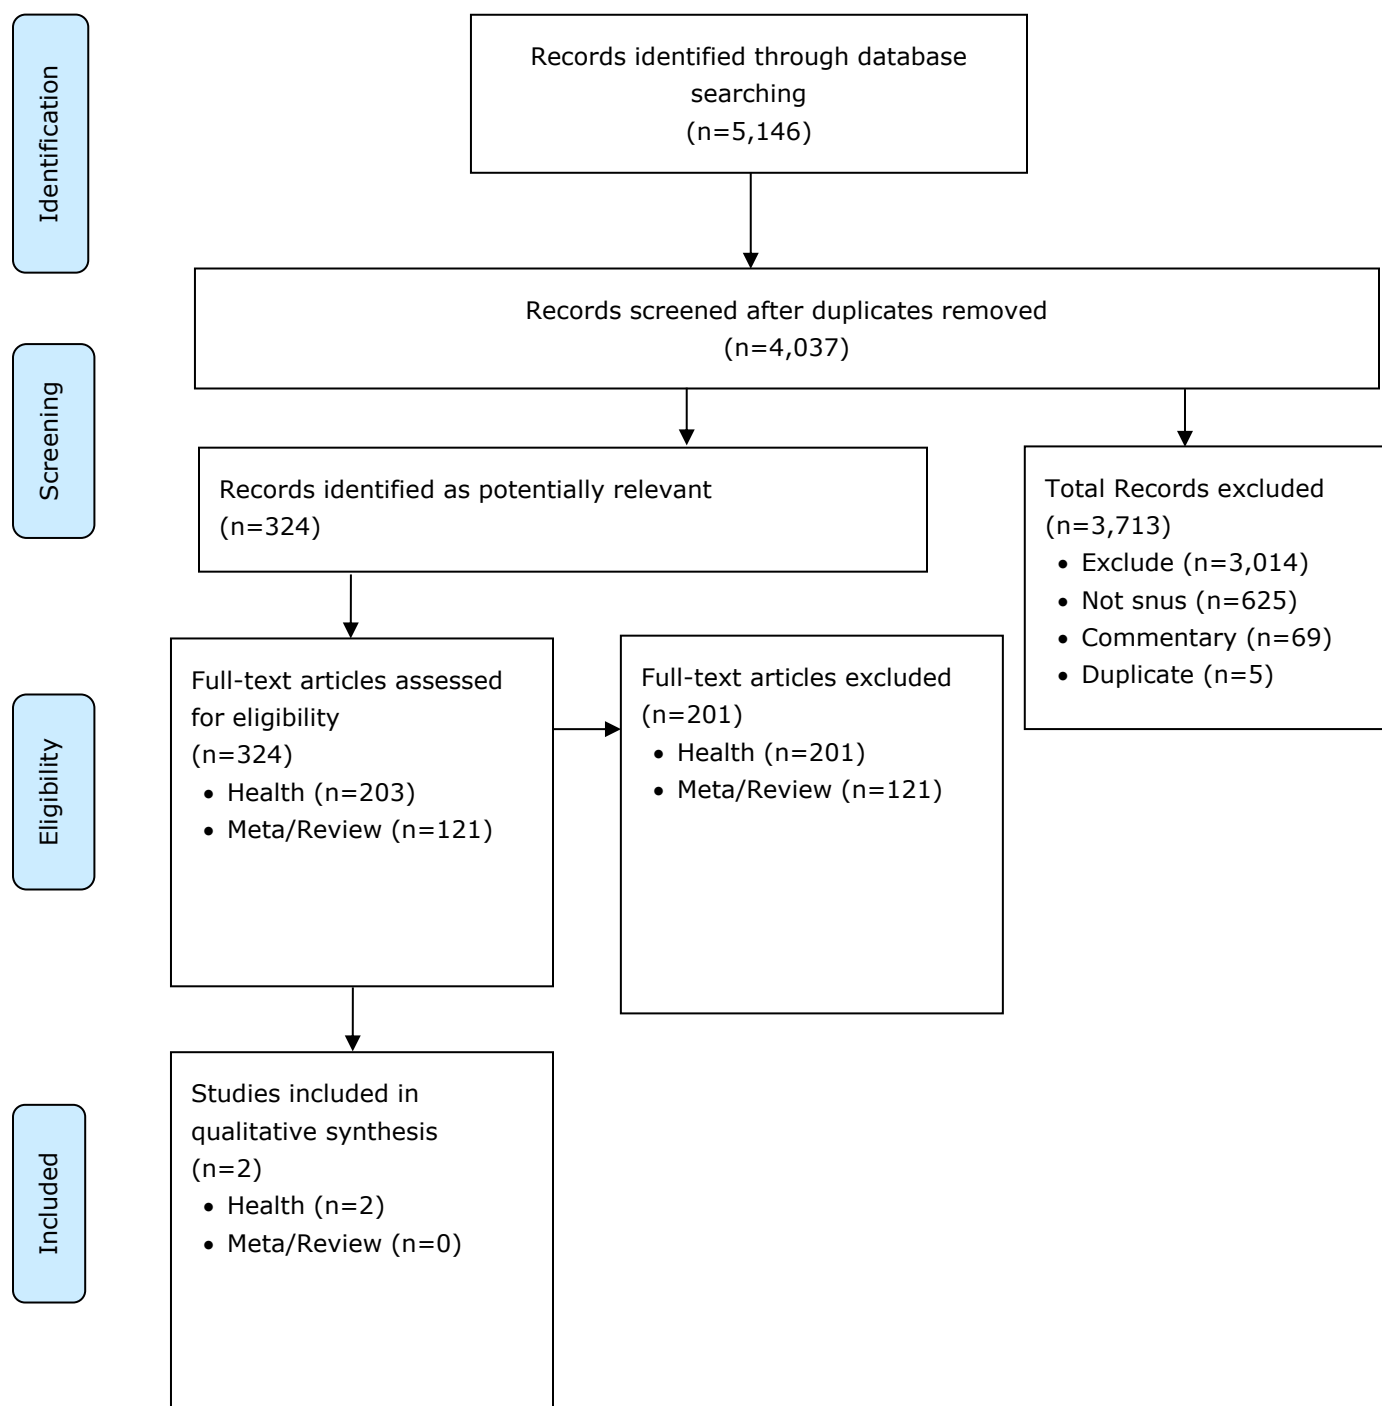 Identification
Records identified through database
searching
(n=5,146)
Records screened after duplicates removed
(n=4,037)
Screening
Records identified as potentially relevant
(n=324)
Total Records excluded
(n=3,713)
• Exclude (n=3,014)
• Not snus (n=625)
• Commentary (n=69)
• Duplicate (n=5)
Eligibility
Full-text articles assessed
for eligibility
(n=324)
• Health (n=203)
• Meta/Review (n=121)
Full-text articles excluded
(n=201)
• Health (n=201)
• Meta/Review (n=121)
Included
Studies included in
qualitative synthesis
(n=2)
• Health (n=2)
• Meta/Review (n=0)